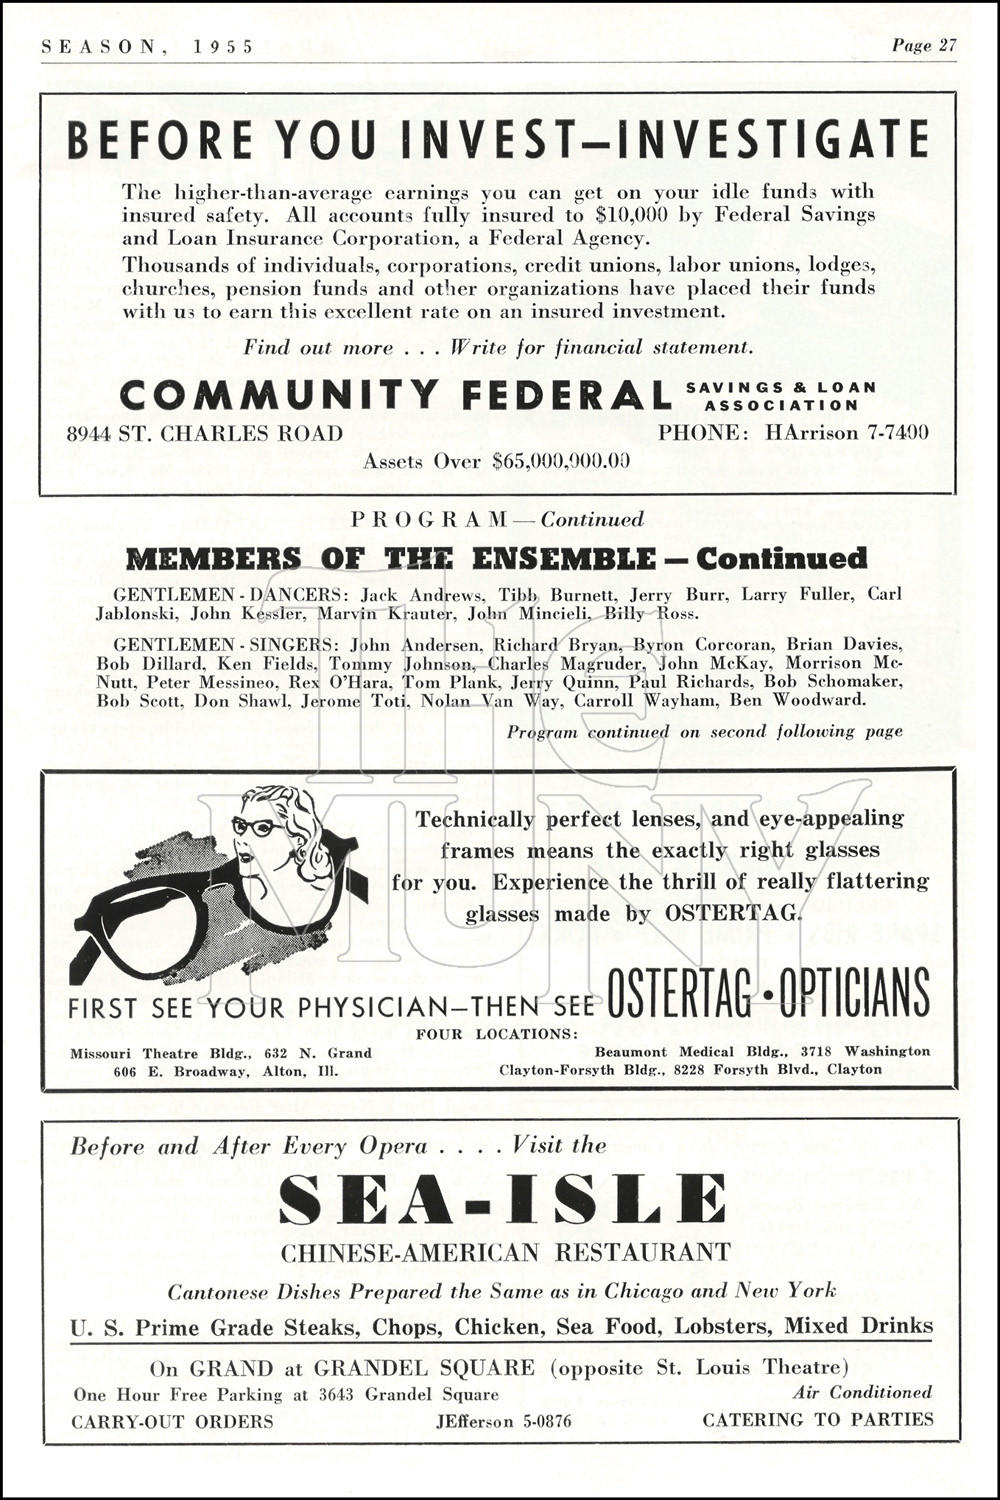 SEASON, 1955 Page 27
BEFORE YOU INVEST—INVESTIGATE
The higher-than-average earnings you can get on your idle funds with
insured safety. All accounts fully insured to $10,000 by Federal Savings
and Loan Insurance Corporation, a Federal Agency.
Thousands of individuals, corporations, credit unions, labor unions, lodges,
churches, pension funds and other organizations have placed their funds
with us to earn this excellent rate on an insured investment.
Find out more . . . Write for financial statement.
COMMUNITY FEDERAL SAVINGS & LOAN
ASSOCIATION
8944 ST. CHARLES ROAD PHONE: HArrison 7-7400
Assets Over $65,000,000.00
PROGRAM — Continued
MEMBERS OF THE ENSEMBLE — Continued
GENTLEMEN - DANCERS: Jack Andrews, Tibb Burnett, Jerry Burr, Larry Fuller, Carl
Jablonski, John Kessler, Marvin Krauter, John Mincieli, Billy Ross.
GENTLEMEN - SINGERS: John Andersen, Richard Bryan, Byron Corcoran, Brian Davies,
Bob Dillard, Ken Fields, Tommy Johnson, Charles Magruder, John McKay, Morrison Mc-
Nutt, Peter Messineo, Rex O'Hara, Tom Plank, Jerry Quinn, Paul Richards, Bob Schomaker,
Bob Scott, Don Shawl, Jerome Toti, Nolan Van Way, Carroll Wayham, Ben Woodward.
Program continued on second following page
THE
MUNY
Technically perfect lenses, and eye-appealing
frames means the exactly right glasses
for you. Experience the thrill of really flattering
glasses made by OSTERTAG.
FIRST SEE YOUR PHYSICIAN—THEN SEE OSTERTAG • OPTICIANS
FOUR LOCATIONS:
Missouri Theatre Bldg., 632 N. Grand Beaumont Medical Bldg., 3718 Washington
606 E. Broadway, Alton, Ill. Clayton-Forsyth Bldg., 8228 Forsyth Blvd., Clayton
Before and After Every Opera . . . . Visit the
SEA-ISLE
CHINESE-AMERICAN RESTAURANT
Cantonese Dishes Prepared the Same as in Chicago and New York
U. S. Prime Grade Steaks, Chops, Chicken, Sea Food, Lobsters, Mixed Drinks
On GRAND at GRANDEL SQUARE (opposite St. Louis Theatre)
One Hour Free Parking at 3643 Grandel Square Air Conditioned
CARRY-OUT ORDERS JEfferson 5-0876 CATERING TO PARTIES